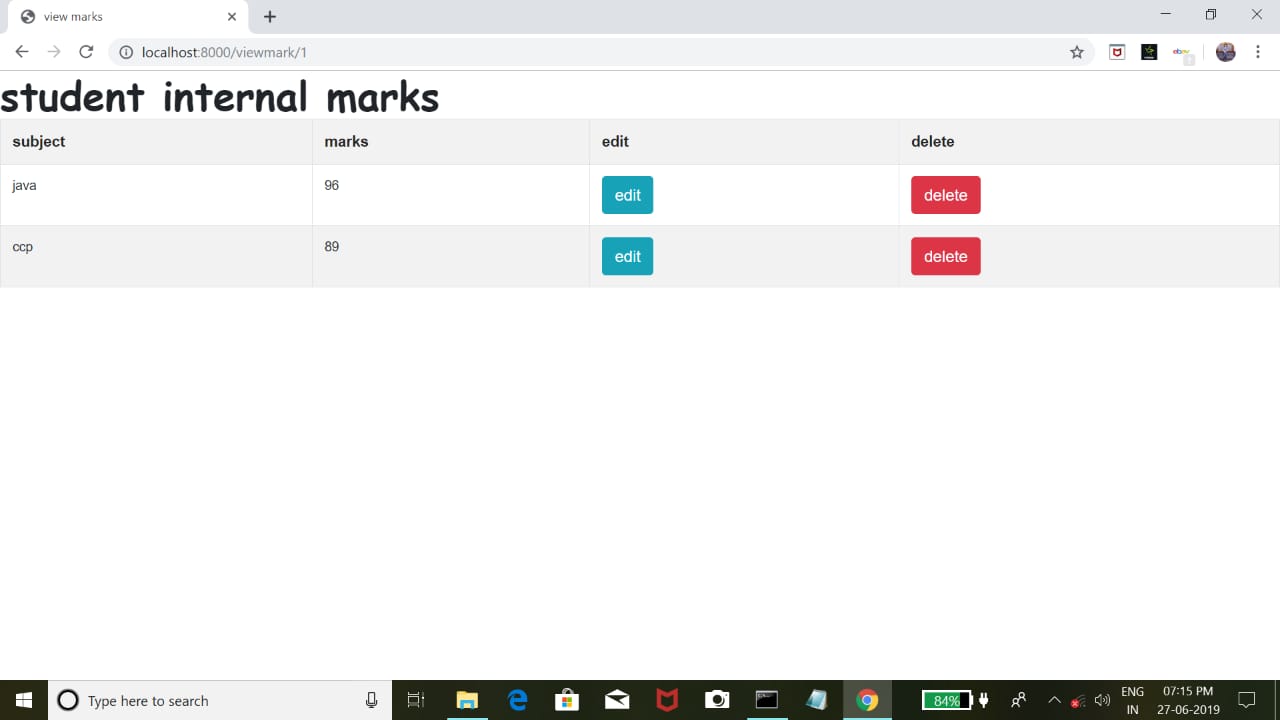 view marks
localhost:8000/viewmark/1
student internal marks
subject marks edit delete
java 96 edit delete
ccp 89 edit delete
Type here to search
84%
ENG 07:15 PM
IN 27-06-2019